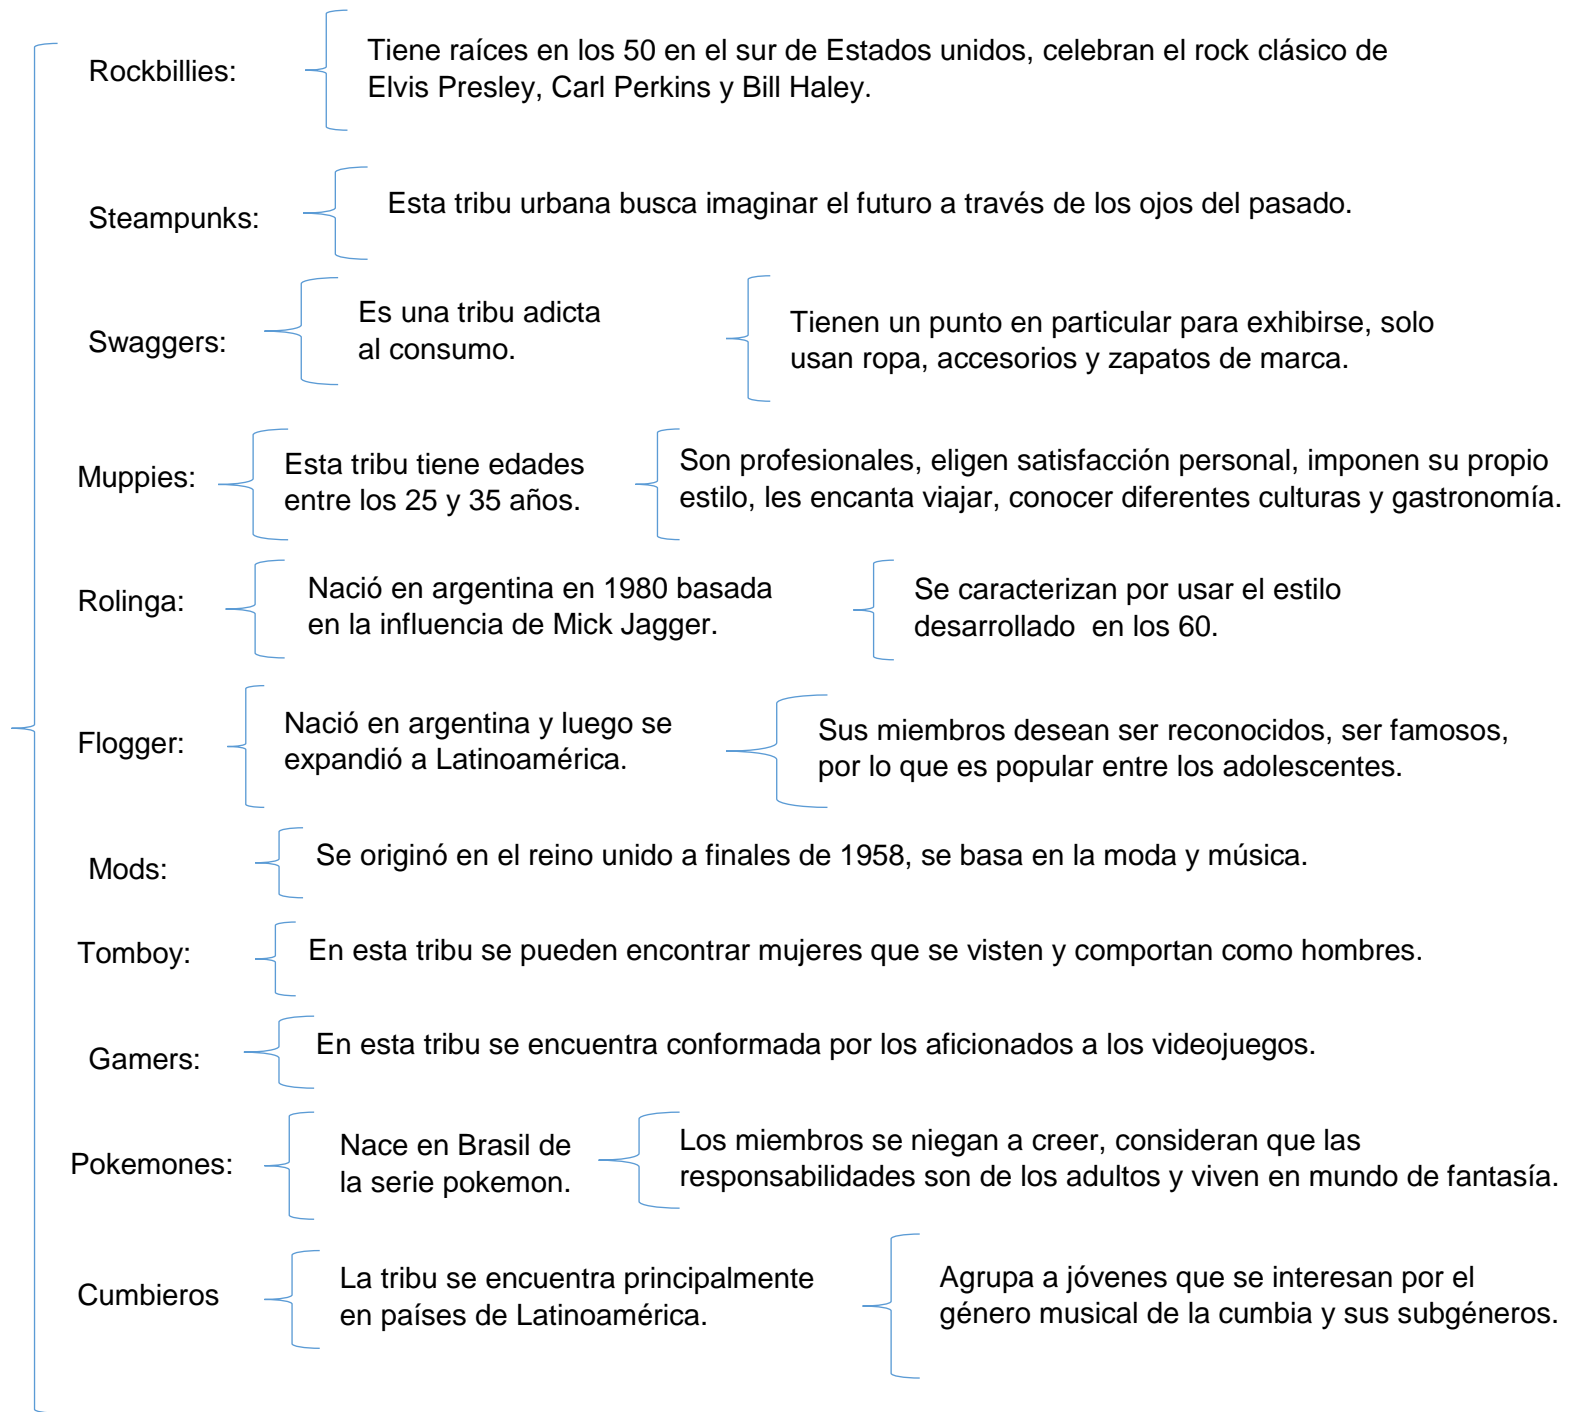 Rockbillies:
Tiene raíces en los 50 en el sur de Estados unidos, celebran el rock clásico de
Elvis Presley, Carl Perkins y Bill Haley.
Steampunks:
Esta tribu urbana busca imaginar el futuro a través de los ojos del pasado.
Swaggers:
Es una tribu adicta
al consumo.
Tienen un punto en particular para exhibirse, solo
usan ropa, accesorios y zapatos de marca.
Muppies:
Esta tribu tiene edades
entre los 25 y 35 años.
Son profesionales, eligen satisfacción personal, imponen su propio
estilo, les encanta viajar, conocer diferentes culturas y gastronomía.
Rolinga:
Nació en argentina en 1980 basada
en la influencia de Mick Jagger.
Se caracterizan por usar el estilo
desarrollado  en los 60.
Flogger:
Nació en argentina y luego se
expandió a Latinoamérica.
Sus miembros desean ser reconocidos, ser famosos,
por lo que es popular entre los adolescentes.
Mods:
Se originó en el reino unido a finales de 1958, se basa en la moda y música.
Tomboy:
En esta tribu se pueden encontrar mujeres que se visten y comportan como hombres.
Gamers:
En esta tribu se encuentra conformada por los aficionados a los videojuegos.
Pokemones:
Nace en Brasil de
la serie pokemon.
Los miembros se niegan a creer, consideran que las
responsabilidades son de los adultos y viven en mundo de fantasía.
Cumbieros
La tribu se encuentra principalmente
en países de Latinoamérica.
Agrupa a jóvenes que se interesan por el
género musical de la cumbia y sus subgéneros.